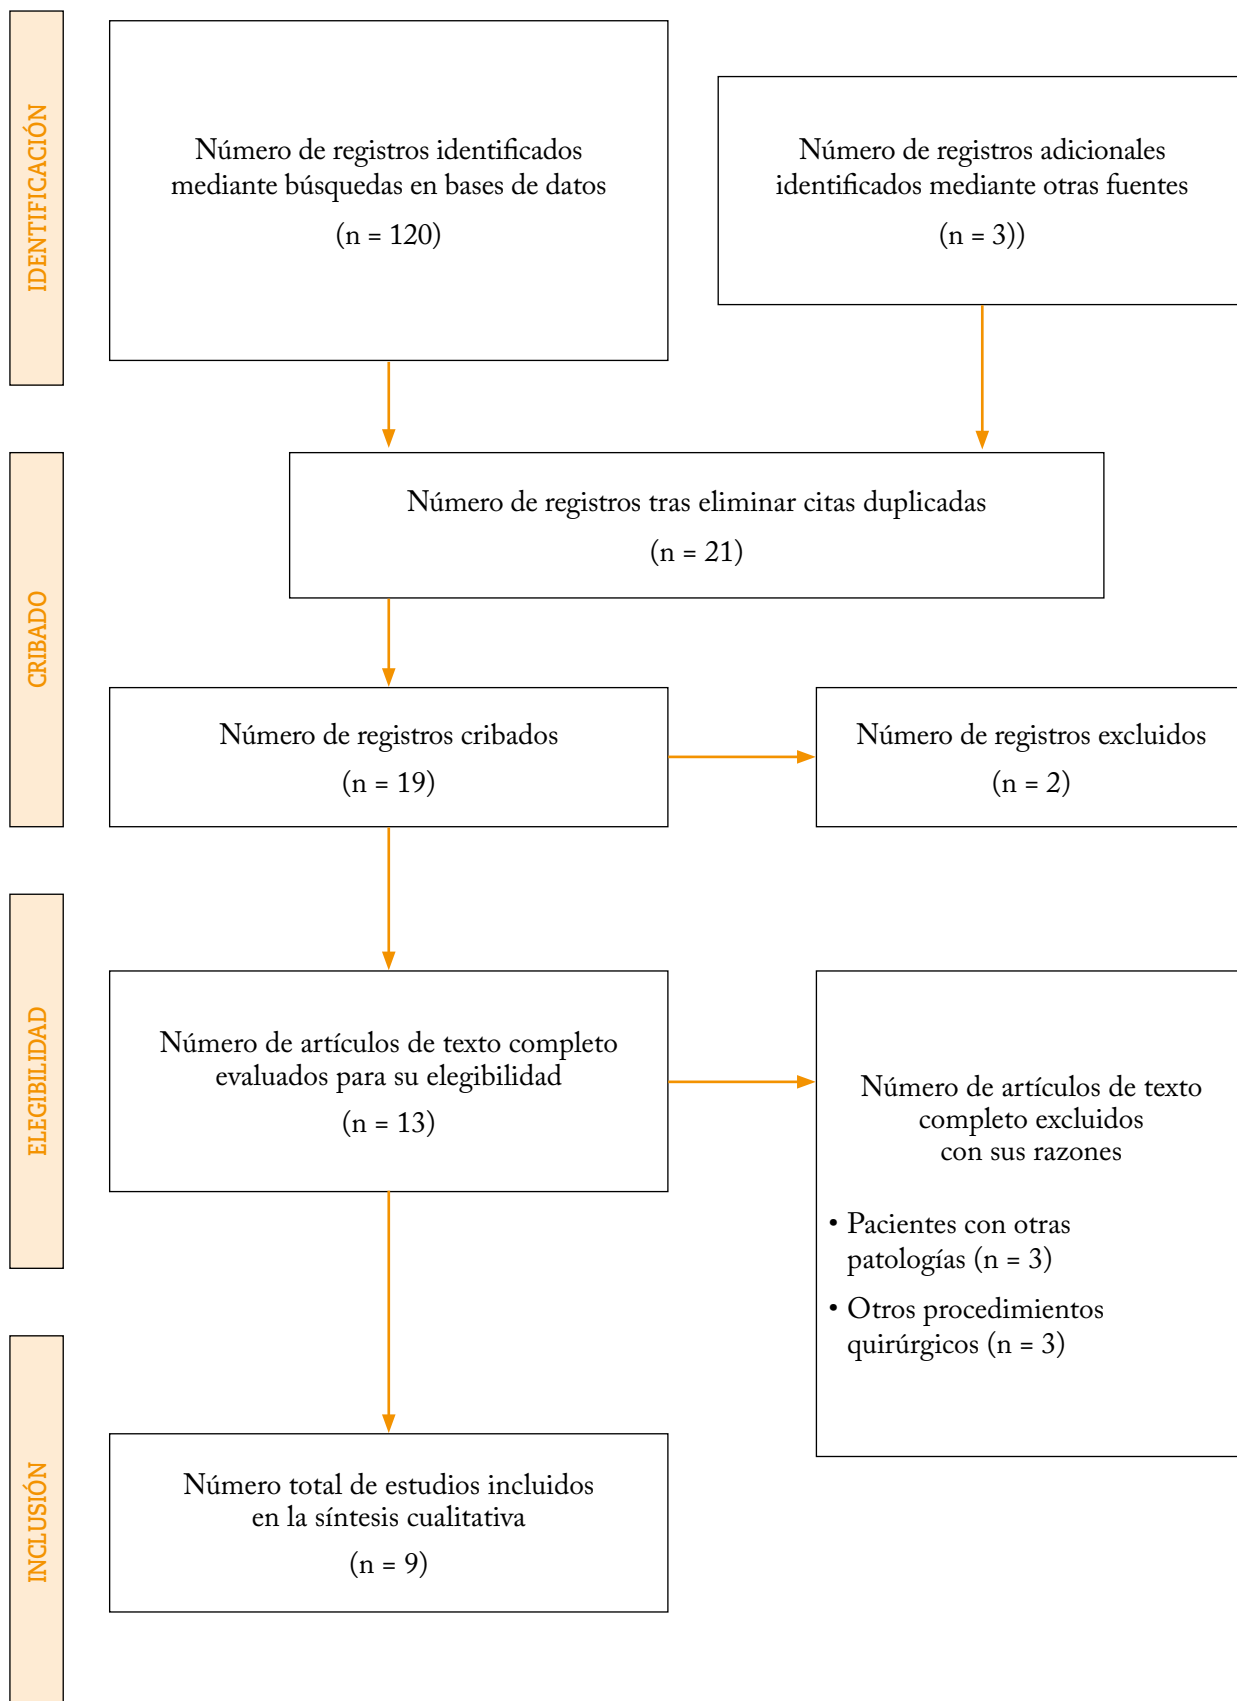 IDENTIFICACIÓN
Número de registros identificados
mediante búsquedas en bases de datos
(n = 120)
Número de registros adicionales
identificados mediante otras fuentes
(n = 3))
CRIBADO
Número de registros tras eliminar citas duplicadas
(n = 21)
Número de registros cribados
(n = 19)
Número de registros excluidos
(n = 2)
ELEGIBILIDAD
Número de artículos de texto completo
evaluados para su elegibilidad
(n = 13)
Número de artículos de texto
completo excluidos
con sus razones
• Pacientes con otras
patologías (n = 3)
• Otros procedimientos
quirúrgicos (n = 3)
INCLUSIÓN
Número total de estudios incluidos
en la síntesis cualitativa
(n = 9)